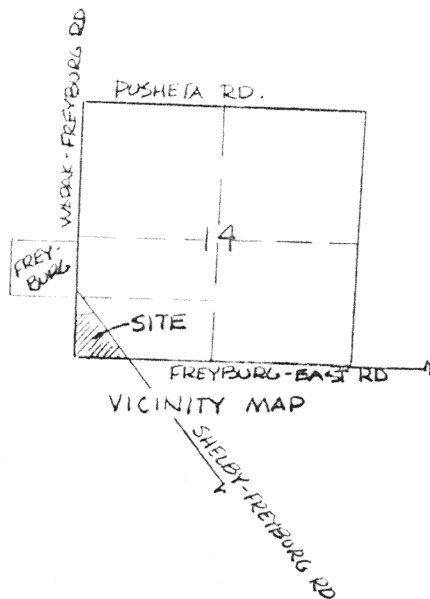 WAPAK-FREYBURG RD
PUSHETA RD.
14
FREY-
BURG
SITE
FREYBURG-EAST RD
VICINITY MAP
SHELBY-FREYBURG RD